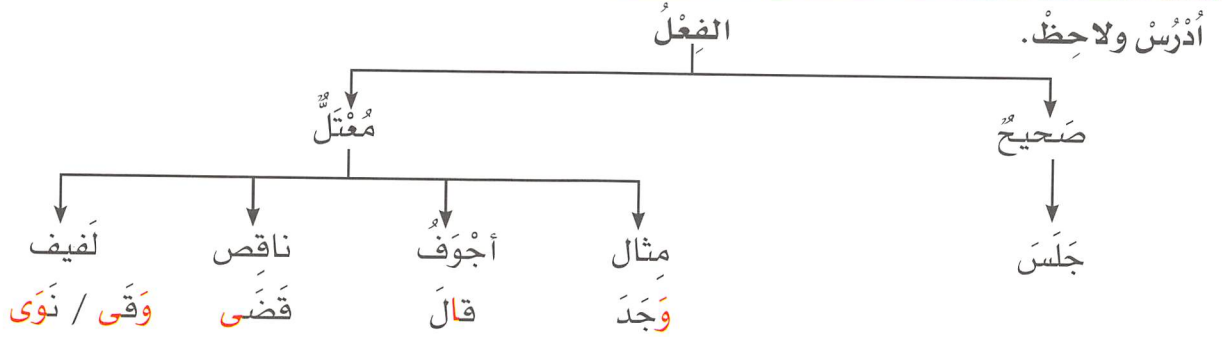 اُدْرُسْ ولاحِظْ.
الفِعْلُ
صَحيحٌ
مُعْتَلٌّ
جَلَسَ
مِثال
أجْوَفُ
ناقِص
لَفيف
وَجَدَ
قالَ
قَضَى
وَقَى / نَوَى